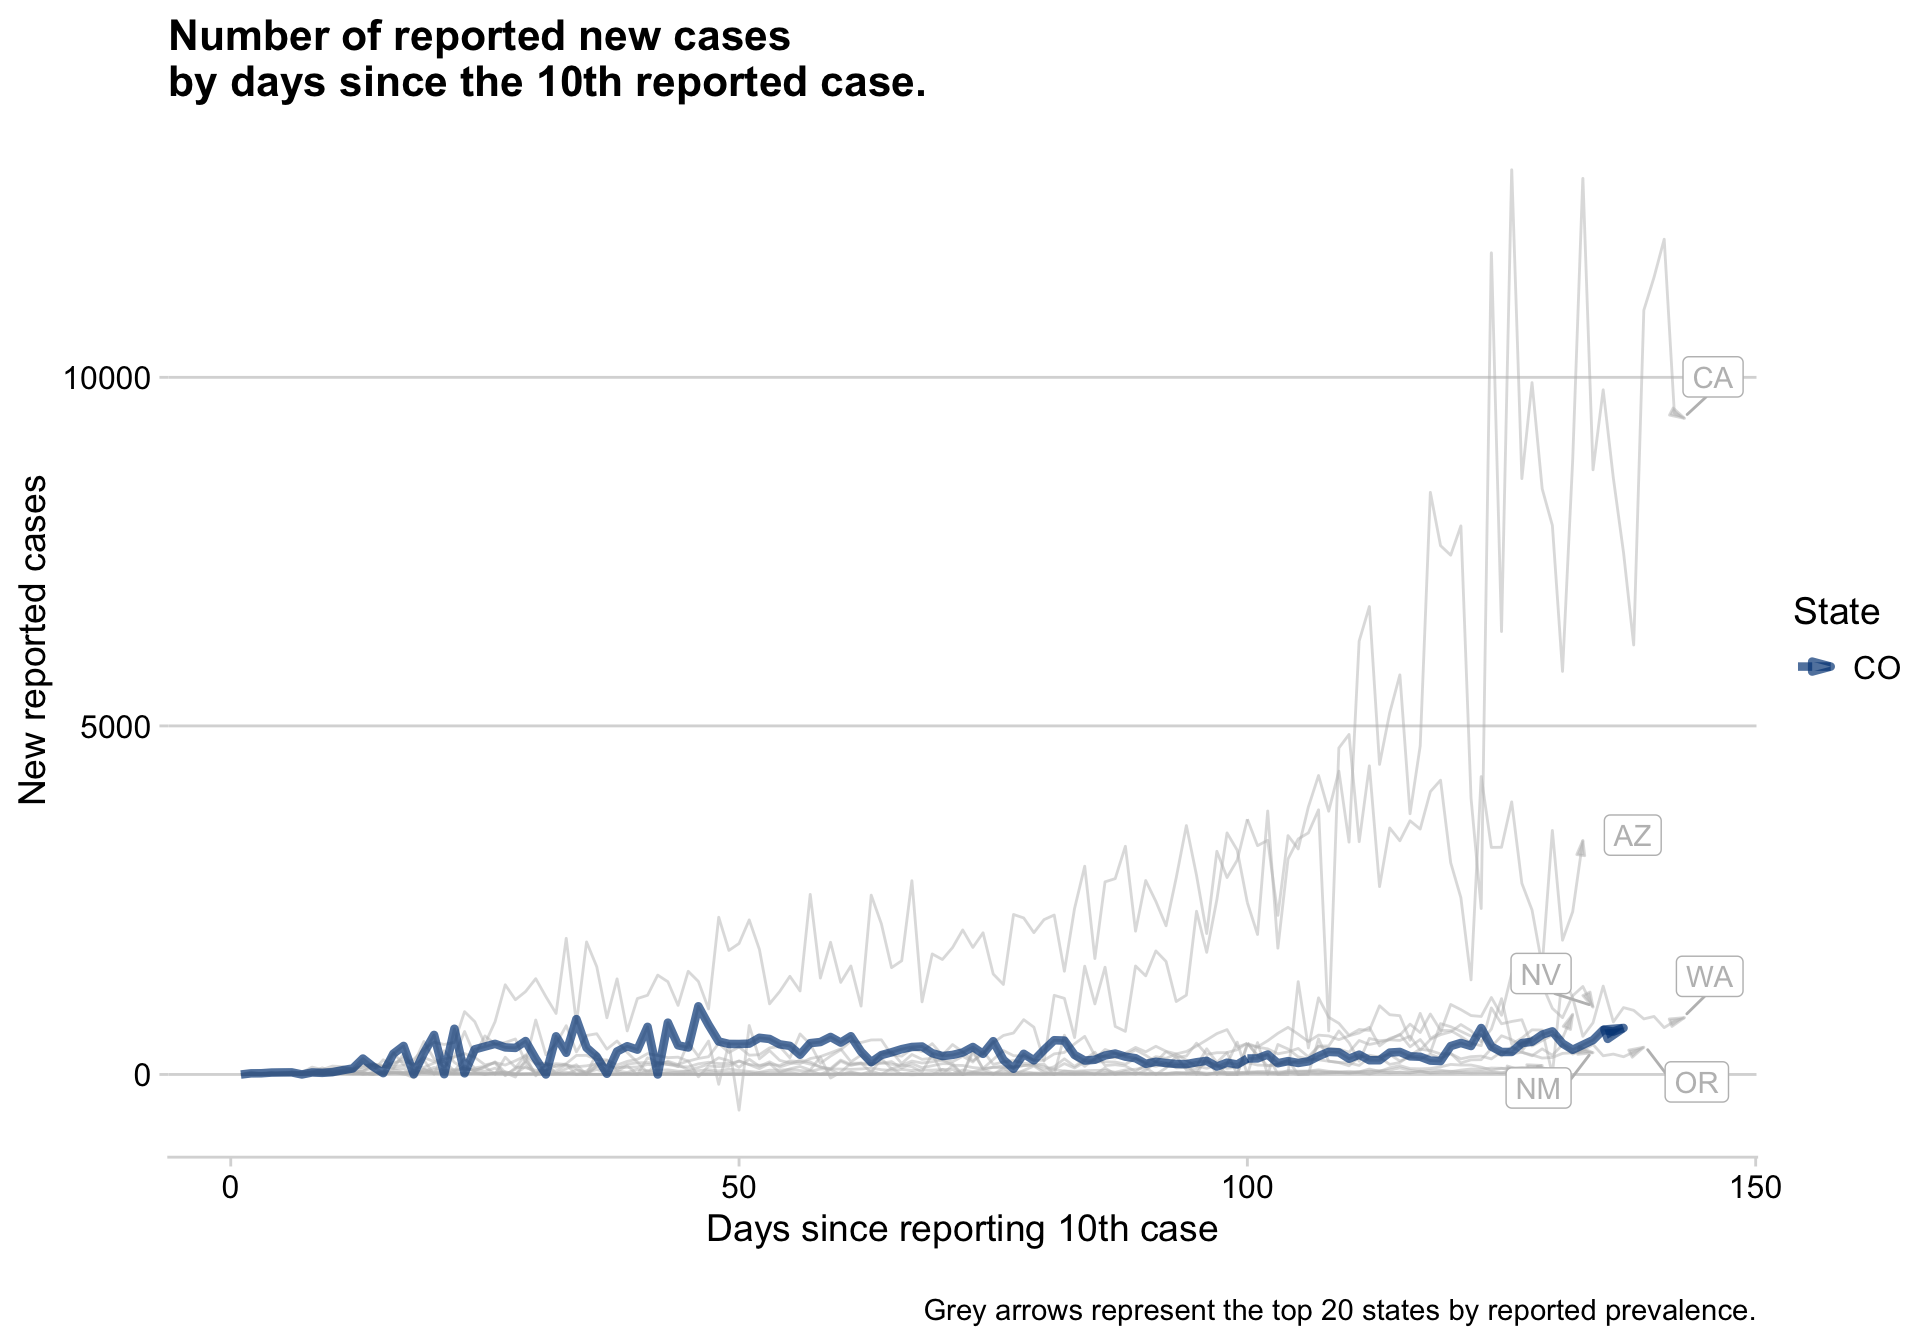 Number of reported new cases
by days since the 10th reported case.
10000
5000
0
New reported cases
CA
AZ
NV
WA
NM
OR
State
CO
0
50
100
150
Days since reporting 10th case
Grey arrows represent the top 20 states by reported prevalence.